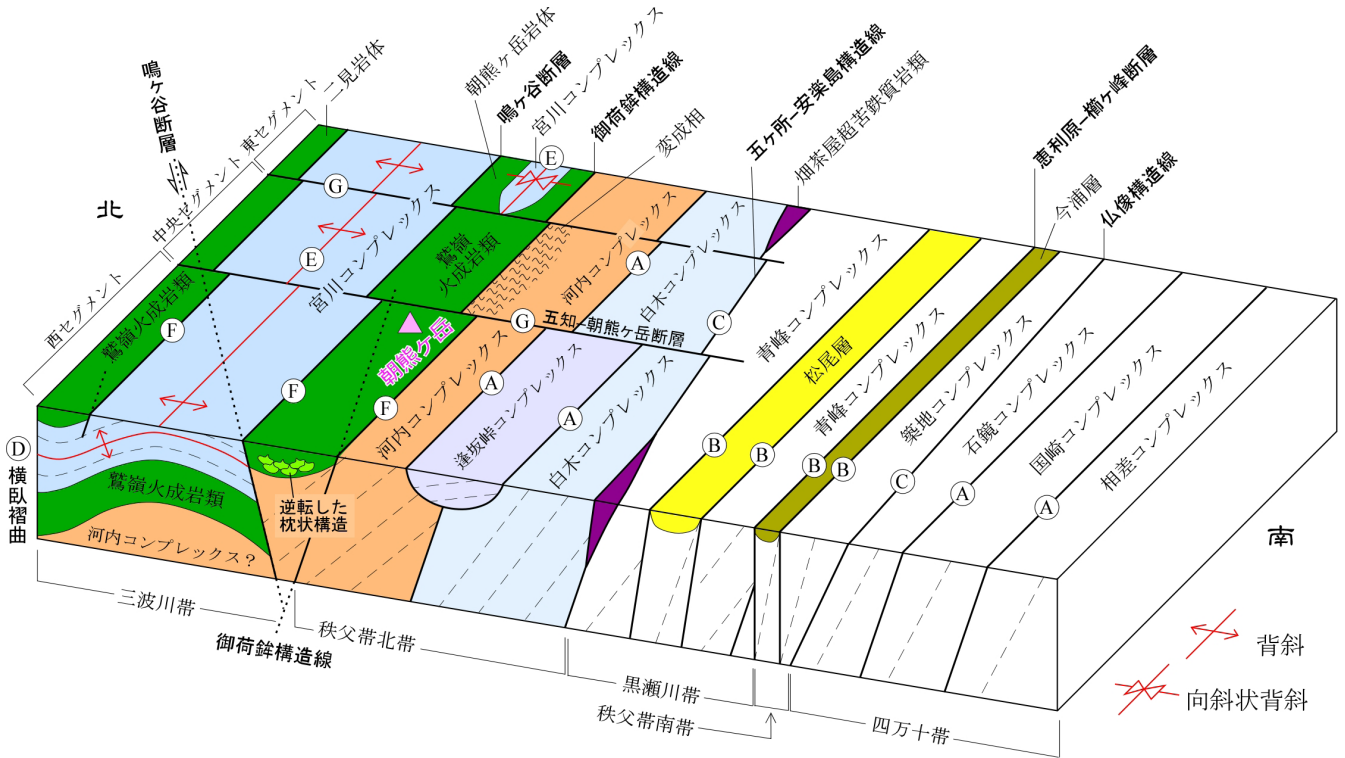 鳴ヶ谷断層
北
西セグメント
中央セグメント
東セグメント
二見岩体
朝熊ヶ岳岩体
鳴ヶ谷断層
宮川コンプレックス
御荷鉾構造線
変成相
五ヶ所—安楽島構造線
畑茶屋超苦鉄質岩類
恵利原—櫛ヶ峰断層
今浦層
仏像構造線
E
G
E
宮川コンプレックス
鷲嶺
火成岩類
河内コンプレックス
A
白木コンプレックス
C
青峰コンプレックス
鷲嶺火成岩類
F
F
朝熊ヶ岳
F
G
五知—朝熊ヶ岳断層
河内コンプレックス
A
逢坂峠コンプレックス
A
白木コンプレックス
松尾層
B
B
青峰コンプレックス
B
B
築地コンプレックス
C
石鏡コンプレックス
A
国崎コンプレックス
A
相差コンプレックス
南
D
横臥褶曲
鷲嶺火成岩類
河内コンプレックス？
逆転した
枕状構造
三波川帯
御荷鉾構造線
秩父帯北帯
黒瀬川帯
秩父帯南帯
四万十帯
背斜
向斜状背斜